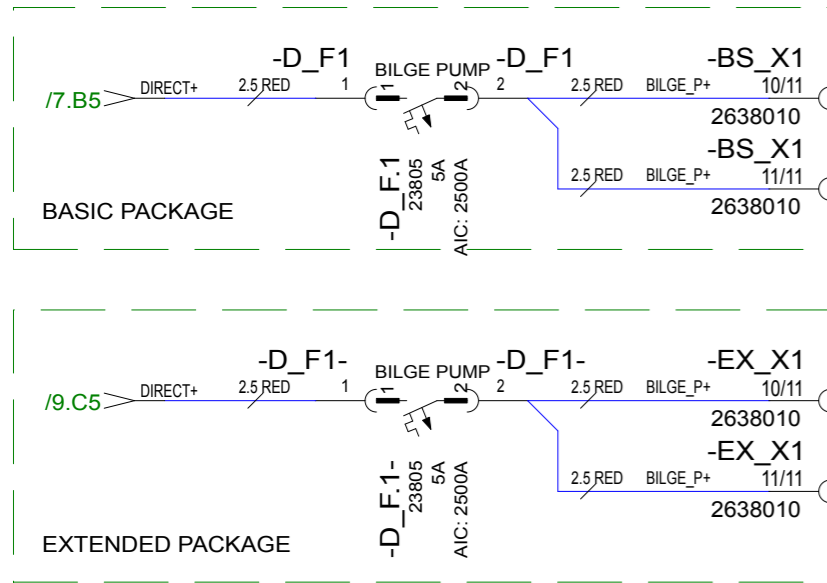 -D_F1
BILGE PUMP
-D_F1
-BS_X1
/7.B5
DIRECT+
2.5 RED
1
1
2
2
2.5 RED
BILGE_P+
10/11
2638010
-BS_X1
2.5 RED
BILGE_P+
11/11
2638010
-D_F.1
23805
5A
AIC: 2500A
BASIC PACKAGE
-D_F1-
BILGE PUMP
-D_F1-
-EX_X1
/9.C5
DIRECT+
2.5 RED
1
1
2
2
2.5 RED
BILGE_P+
10/11
2638010
-EX_X1
2.5 RED
BILGE_P+
11/11
2638010
-D_F.1-
23805
5A
AIC: 2500A
EXTENDED PACKAGE